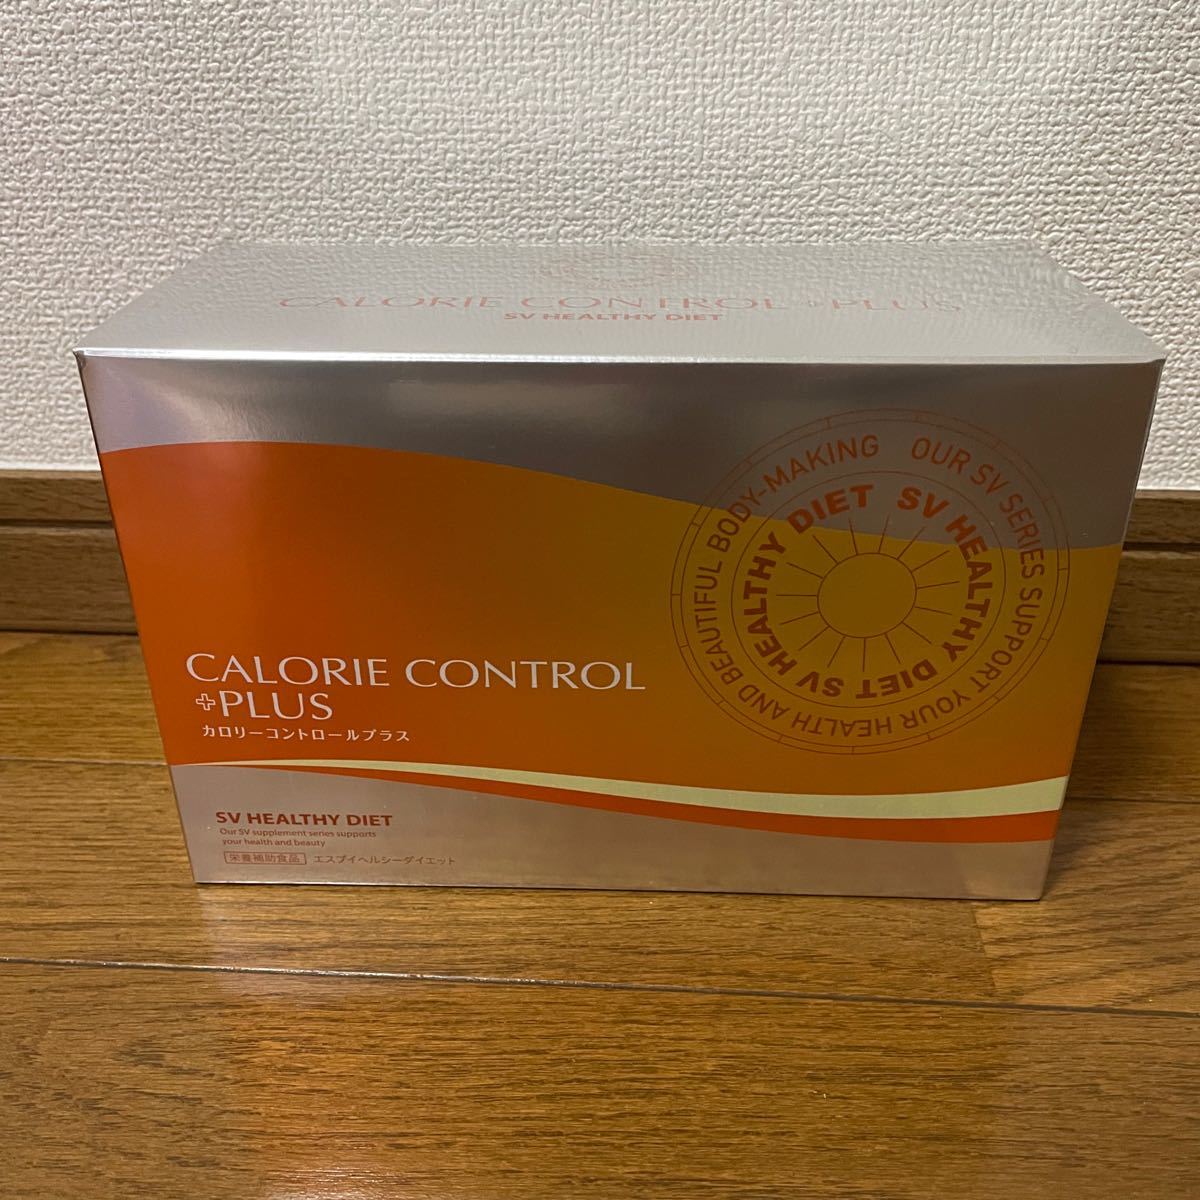 CALORIE CONTROL +PLUS
SV HEALTHY DIET
OUR SV SERIES SUPPORT YOUR HEALTH AND BEAUTIFUL BODY-MAKING
SV HEALTHY DIET SV HEALTHY DIET
CALORIE CONTROL
+PLUS
カロリーコントロールプラス
SV HEALTHY DIET
Our SV supplement series supports
your health and beauty
栄養補助食品 エスブイヘルシーダイエット